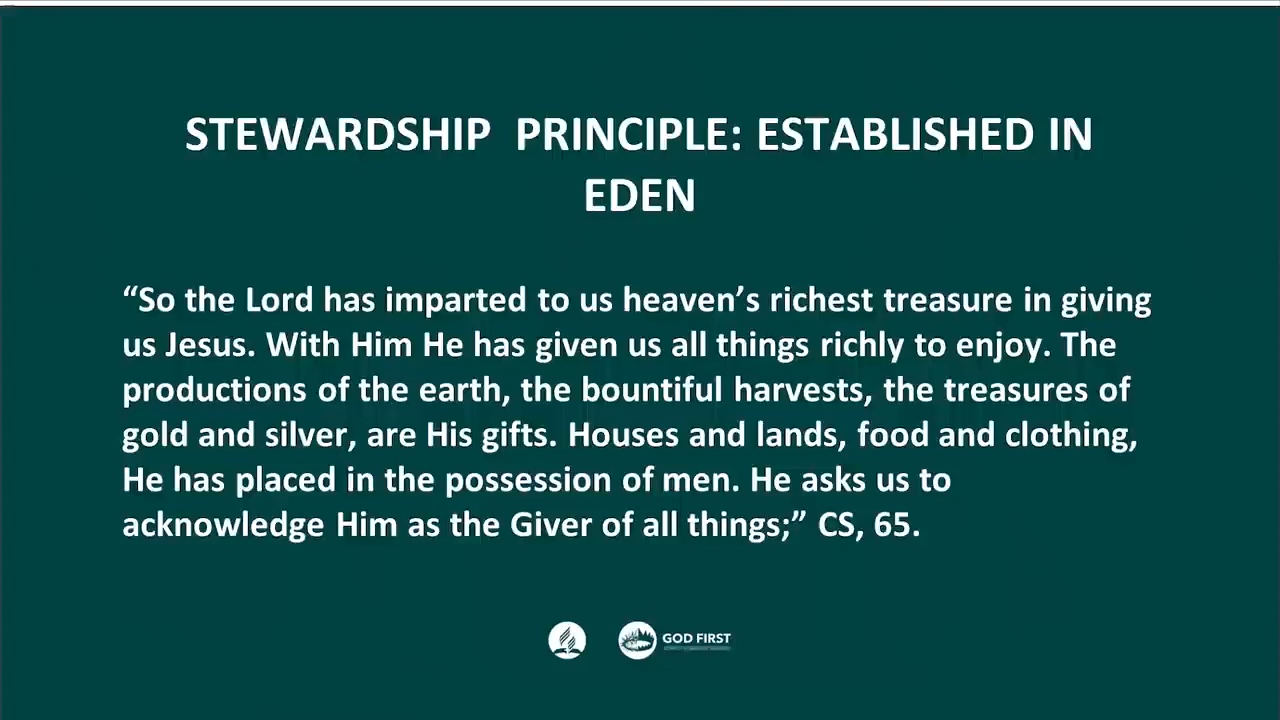 STEWARDSHIP PRINCIPLE: ESTABLISHED IN
EDEN
“So the Lord has imparted to us heaven’s richest treasure in giving
us Jesus. With Him He has given us all things richly to enjoy. The
productions of the earth, the bountiful harvests, the treasures of
gold and silver, are His gifts. Houses and lands, food and clothing,
He has placed in the possession of men. He asks us to
acknowledge Him as the Giver of all things;” CS, 65.
GOD FIRST